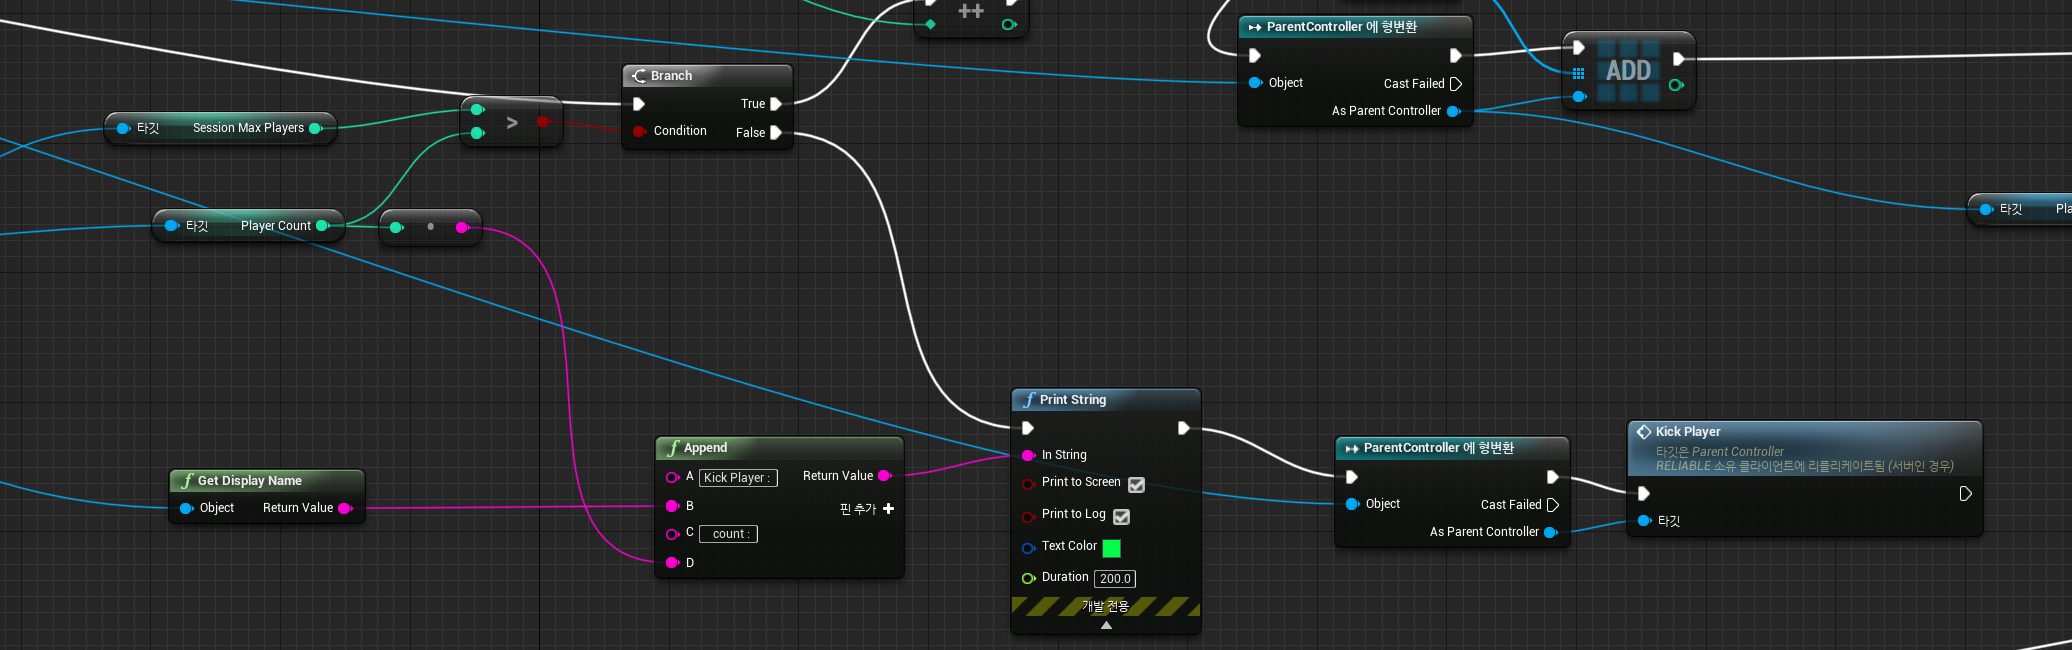 ++
ParentController 에 형변환
Object
Cast Failed
As Parent Controller
ADD
Branch
True
Condition
False
타깃 Session Max Players
>
타깃 Player Count
타깃 Pla
Print String
In String
Print to Screen
Print to Log
Text Color
Duration 200.0
개발 전용
Append
A Kick Player : Return Value
B 핀 추가
C count :
D
Get Display Name
Object Return Value
ParentController 에 형변환
Object Cast Failed
As Parent Controller
Kick Player
타깃은 Parent Controller
RELIABLE 소유 클라이언트에 리플리케이트됨 (서버인 경우)
타깃